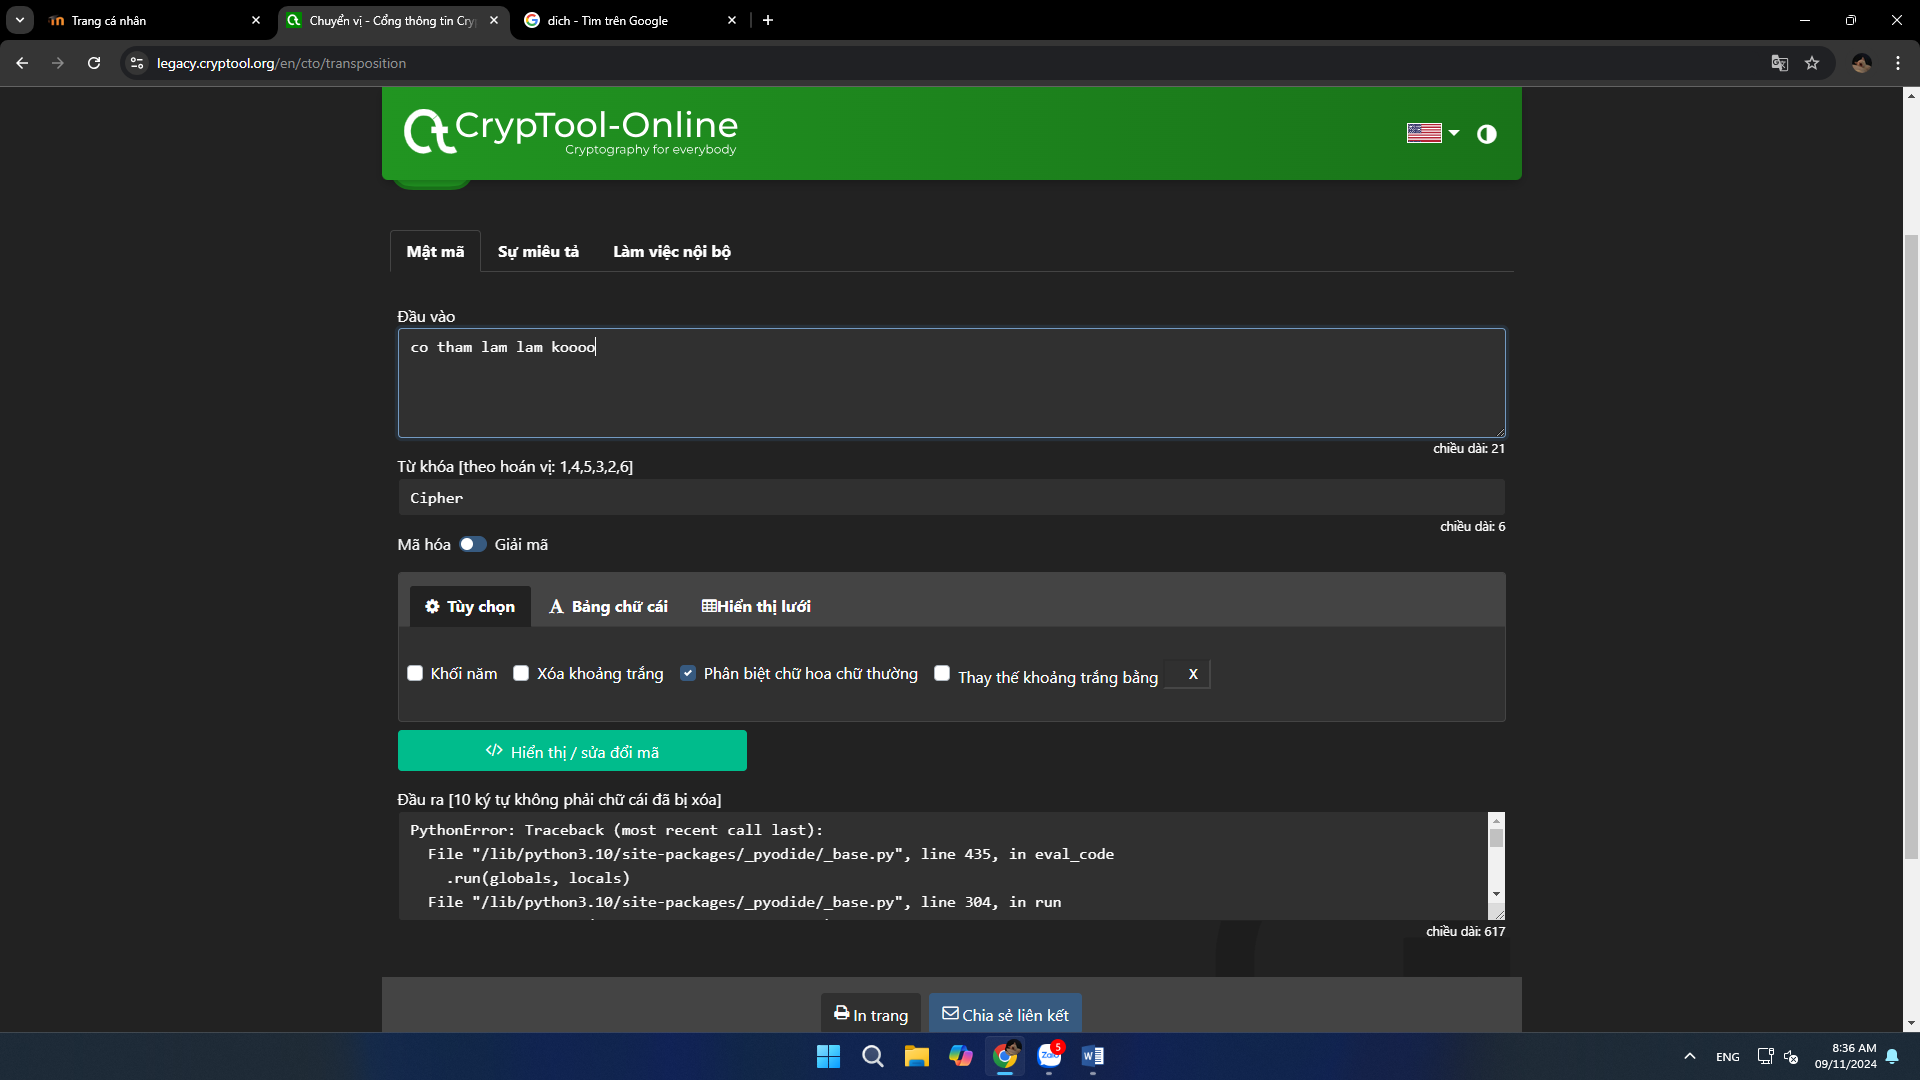 Trang cá nhân
Chuyển vị - Cổng thông tin Cryp
dich - Tìm trên Google
legacy.cryptool.org/en/cto/transposition
CrypTool-Online
Cryptography for everybody
Mật mã
Sự miêu tả
Làm việc nội bộ
Đầu vào
co tham lam lam koooo
chiều dài: 21
Từ khóa [theo hoán vị: 1,4,5,3,2,6]
Cipher
chiều dài: 6
Mã hóa
Giải mã
Tùy chọn
A Bảng chữ cái
Hiển thị lưới
Khối năm
Xóa khoảng trắng
Phân biệt chữ hoa chữ thường
Thay thế khoảng trắng bằng
X
</> Hiển thị / sửa đổi mã
Đầu ra [10 ký tự không phải chữ cái đã bị xóa]
PythonError: Traceback (most recent call last):
File "/lib/python3.10/site-packages/_pyodide/_base.py", line 435, in eval_code
.run(globals, locals)
File "/lib/python3.10/site-packages/_pyodide/_base.py", line 304, in run
chiều dài: 617
In trang
Chia sẻ liên kết
Zalo
5
ENG
8:36 AM
09/11/2024